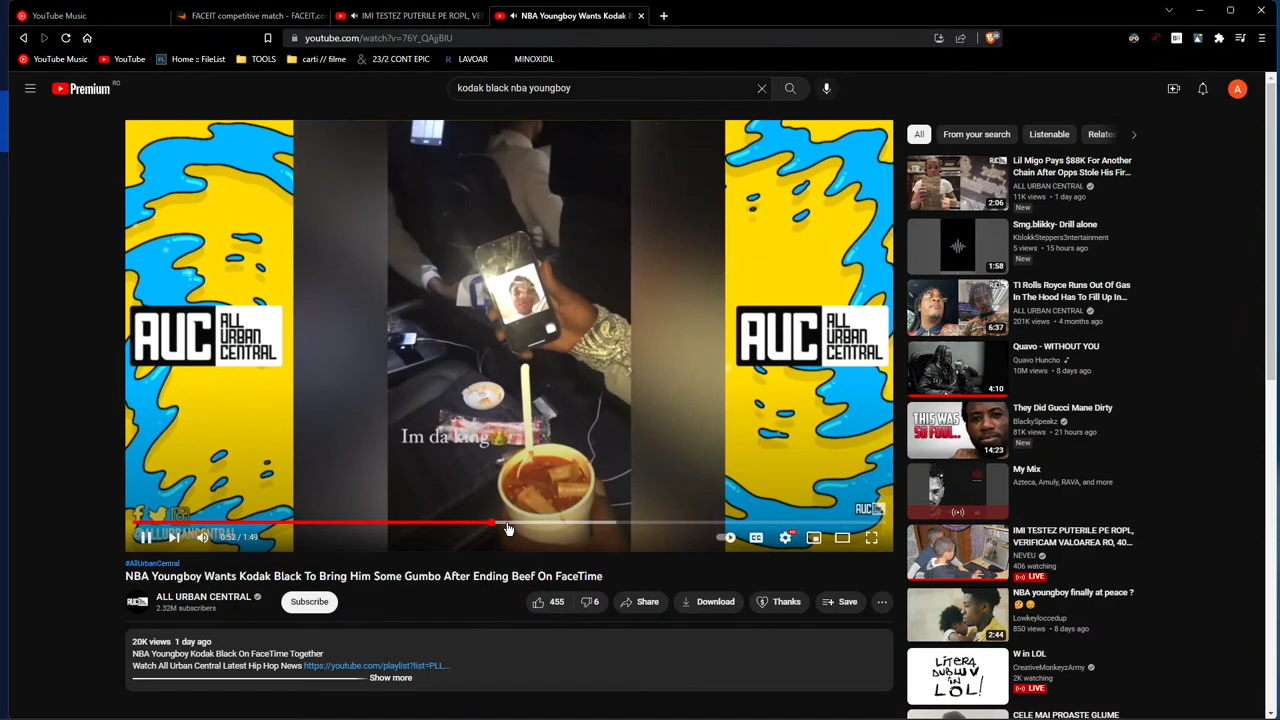 YouTube Music
FACEIT competitive match - FACEIT.co
IMI TESTEZ PUTERILE PE ROPL, VE
NBA Youngboy Wants Kodak B
youtube.com/watch?v=76Y_QAjjBlU
YouTube Music
YouTube
Home :: FileList
TOOLS
carti // filme
23/2 CONT EPIC
LAVOAR
MINOXIDIL
Premium
RO
kodak black nba youngboy
A
All
From your search
Listenable
Relate
AUC ALL URBAN CENTRAL
AUC ALL URBAN CENTRAL
Im da king
@ALLURBANCENTRAL
AUC
0:52 / 1:49
CC
HD
#AllUrbanCentral
NBA Youngboy Wants Kodak Black To Bring Him Some Gumbo After Ending Beef On FaceTime
ALL URBAN CENTRAL
2.32M subscribers
Subscribe
455
6
Share
Download
Thanks
Save
20K views 1 day ago
NBA Youngboy Kodak Black On FaceTime Together
Watch All Urban Central Latest Hip Hop News https://youtube.com/playlist?list=PLL...
Show more
Lil Migo Pays $88K For Another
Chain After Opps Stole His Fir...
ALL URBAN CENTRAL
11K views • 1 day ago
New
2:06
Smg.blikky- Drill alone
KblokkSteppers3ntertainment
5 views • 15 hours ago
New
1:58
TI Rolls Royce Runs Out Of Gas
In The Hood Has To Fill Up In...
ALL URBAN CENTRAL
201K views • 4 months ago
6:37
Quavo - WITHOUT YOU
Quavo Huncho
10M views • 8 days ago
4:10
They Did Gucci Mane Dirty
BlackySpeakz
81K views • 21 hours ago
New
THIS WAS
SO FOUL..
14:23
My Mix
Azteca, Amuly, RAVA, and more
IMI TESTEZ PUTERILE PE ROPL,
VERIFICAM VALOAREA RO, 40...
NEVEU
406 watching
LIVE
NBA youngboy finally at peace ?
Lowkeyloccedup
850 views • 8 days ago
2:44
W in LOL
CreativeMonkeyzArmy
2K watching
LIVE
LITERA
DUBLU V
iN
LOL!
CELE MAI PROASTE GLUME